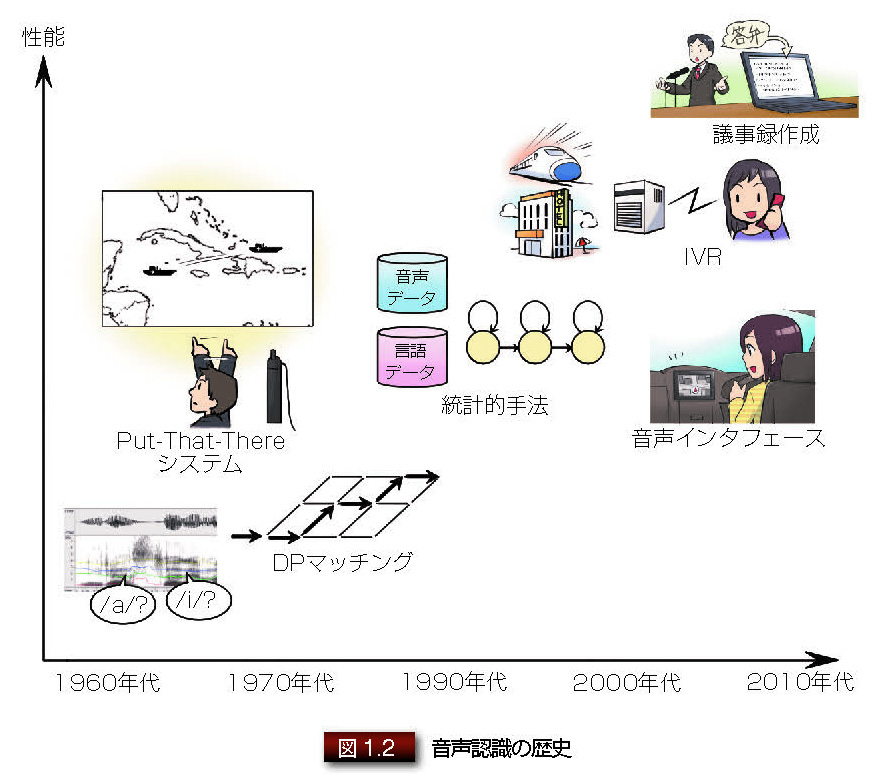 性能
答弁
議事録作成
HOTEL
IVR
音声
データ
言語
データ
統計的手法
音声インタフェース
Put-That-There
システム
DPマッチング
/a/?
/i/?
1960年代
1970年代
1990年代
2000年代
2010年代
図1.2 音声認識の歴史